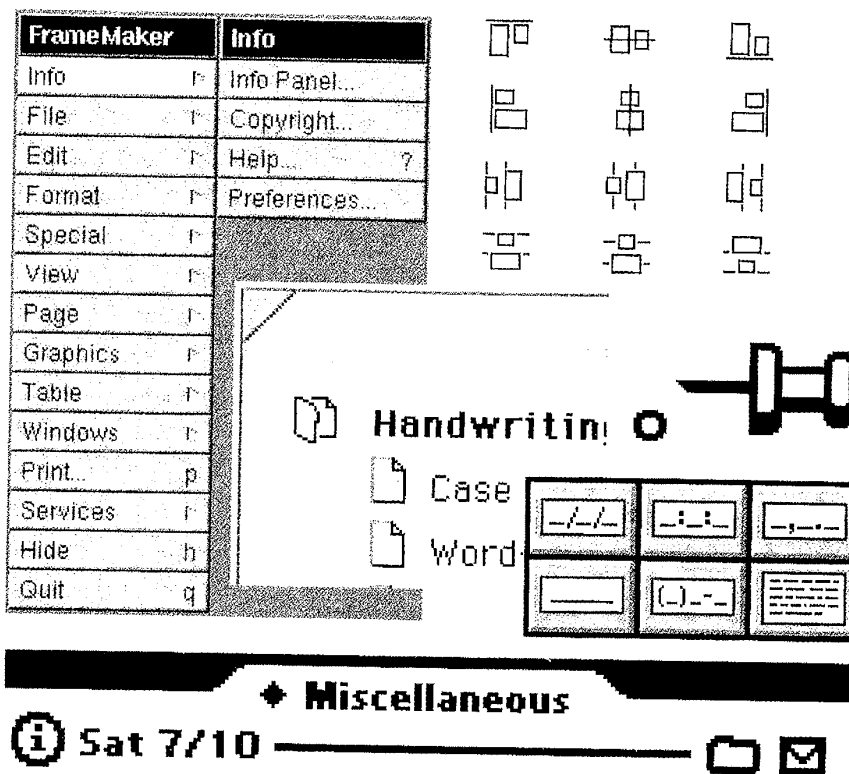 FrameMaker
Info
File
Edit
Format
Special
View
Page
Graphics
Table
Windows
Print... p
Services
Hide h
Quit q
Info
Info Panel...
Copyright...
Help... ?
Preferences...
Handwritin
Case
Word
_/_/_
_:_:_
_,_._
(_)_-_
Miscellaneous
Sat 7/10